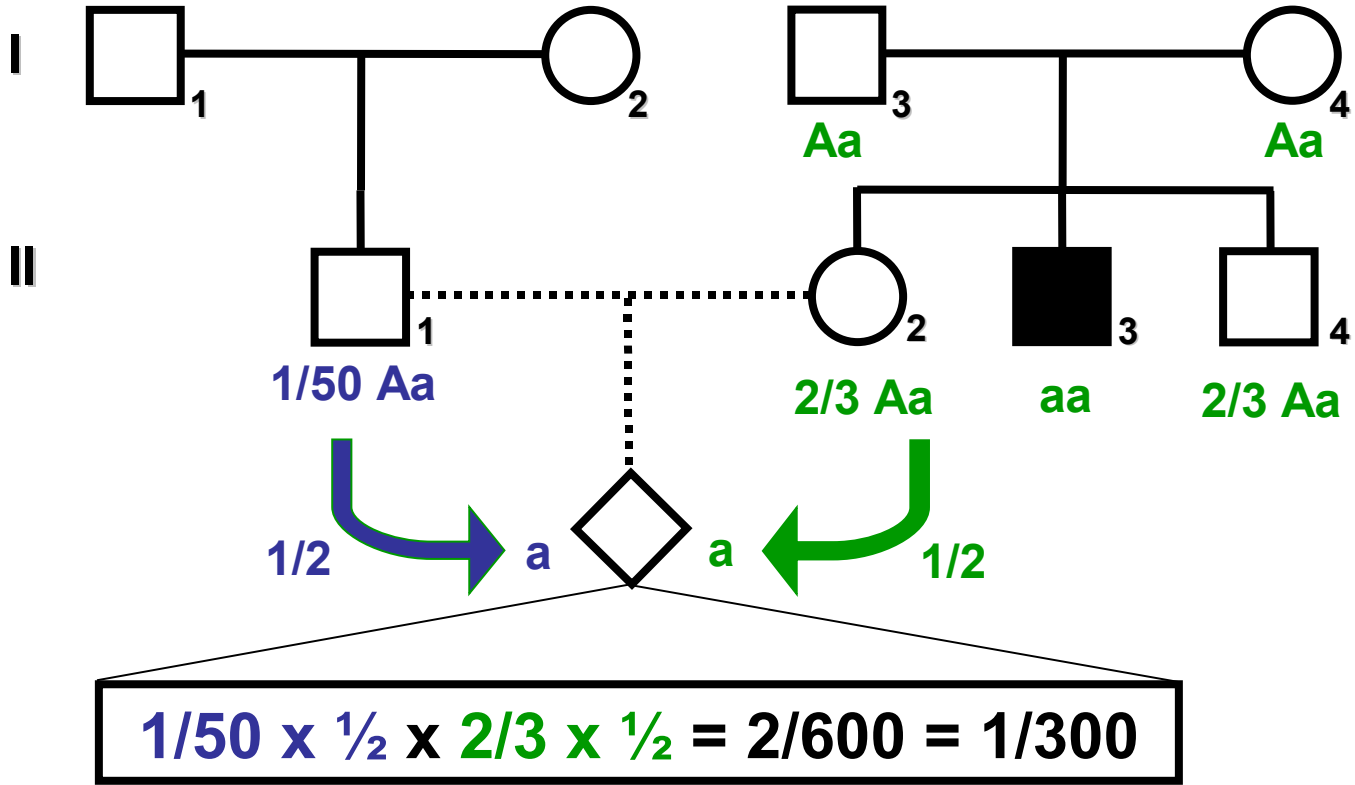 I
1
2
3
4
Aa
Aa
II
1
2
3
4
1/50 Aa
2/3 Aa
aa
2/3 Aa
1/2
a
a
1/2
1/50 x ½ x 2/3 x ½ = 2/600 = 1/300